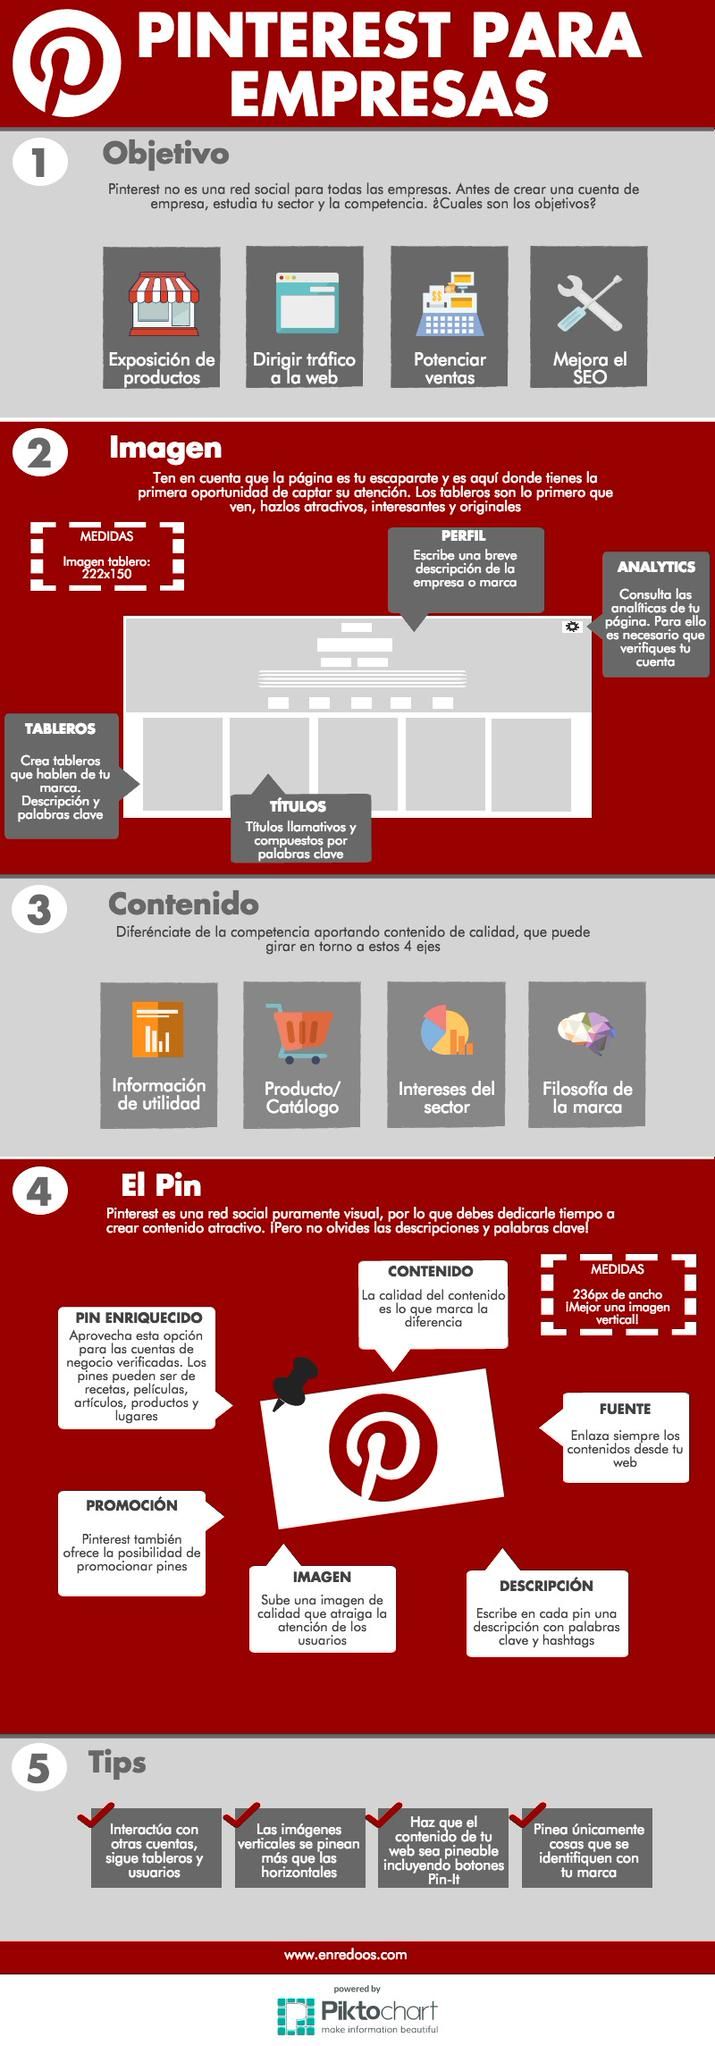 PINTEREST PARA
EMPRESAS
1
Objetivo
Pinterest no es una red social para todas las empresas. Antes de crear una cuenta de
empresa, estudia tu sector y la competencia. ¿Cuales son los objetivos?
Exposición de
productos
Dirigir tráfico
a la web
$$
Potenciar
ventas
Mejora el
SEO
2
Imagen
Ten en cuenta que la página es tu escaparate y es aquí donde tienes la
primera oportunidad de captar su atención. Los tableros son lo primero que
ven, hazlos atractivos, interesantes y originales
MEDIDAS
Imagen tablero:
222x150
PERFIL
Escribe una breve
descripción de la
empresa o marca
ANALYTICS
Consulta las
analíticas de tu
página. Para ello
es necesario que
verifiques tu
cuenta
TABLEROS
Crea tableros
que hablen de tu
marca.
Descripción y
palabras clave
TÍTULOS
Títulos llamativos y
compuestos por
palabras clave
3
Contenido
Diferénciate de la competencia aportando contenido de calidad, que puede
girar en torno a estos 4 ejes
Información
de utilidad
Producto/
Catálogo
Intereses del
sector
Filosofía de
la marca
4
El Pin
Pinterest es una red social puramente visual, por lo que debes dedicarle tiempo a
crear contenido atractivo. ¡Pero no olvides las descripciones y palabras clave!
CONTENIDO
La calidad del contenido
es lo que marca la
diferencia
MEDIDAS
236px de ancho
¡Mejor una imagen
vertical!
PIN ENRIQUECIDO
Aprovecha esta opción
para las cuentas de
negocio verificadas. Los
pines pueden ser de
recetas, películas,
artículos, productos y
lugares
FUENTE
Enlaza siempre los
contenidos desde tu
web
PROMOCIÓN
Pinterest también
ofrece la posibilidad de
promocionar pines
IMAGEN
Sube una imagen de
calidad que atraiga la
atención de los
usuarios
DESCRIPCIÓN
Escribe en cada pin una
descripción con palabras
clave y hashtags
5
Tips
Interactúa con
otras cuentas,
sigue tableros y
usuarios
Las imágenes
verticales se pinean
más que las
horizontales
Haz que el
contenido de tu
web sea pineable
incluyendo botones
Pin-It
Pinea únicamente
cosas que se
identifiquen con
tu marca
www.enredoos.com
powered by
Piktochart
make information beautiful